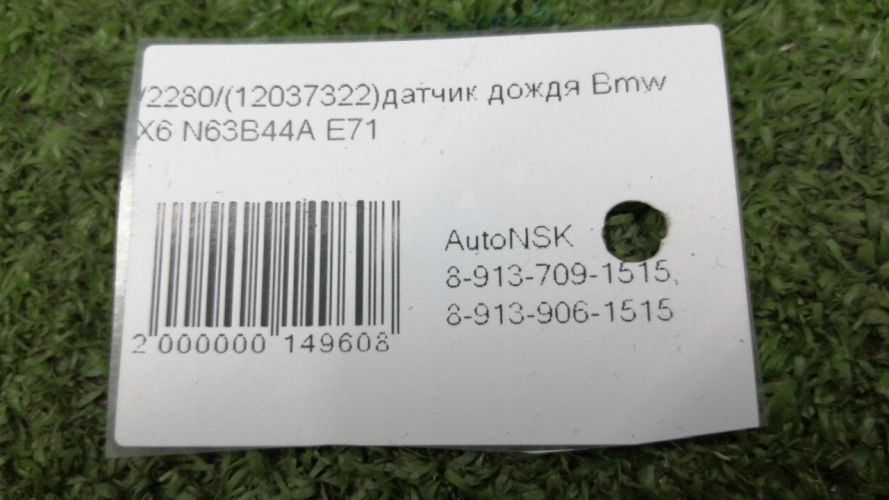 /2280/(12037322)датчик дождя Bmw
X6 N63B44A E71
AutoNSK
8-913-709-1515,
8-913-906-1515
2 000000 149608